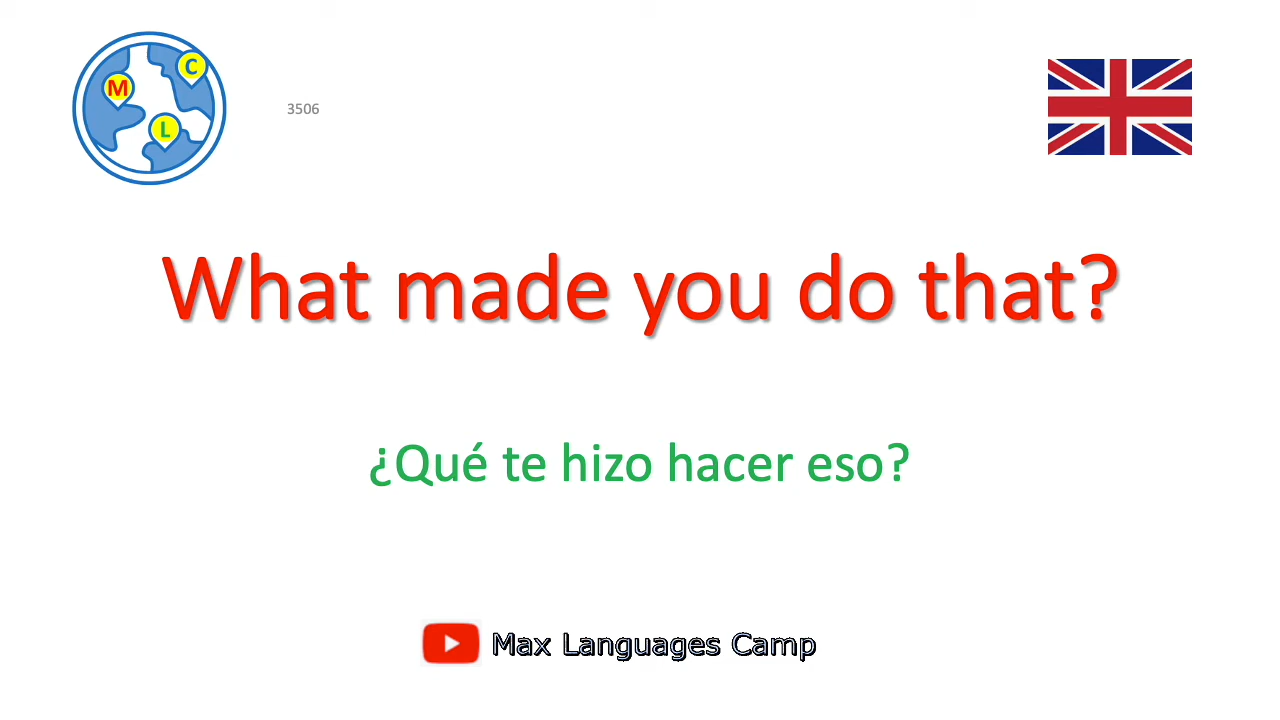 C
M
L
3506
What made you do that?
¿Qué te hizo hacer eso?
Max Languages Camp